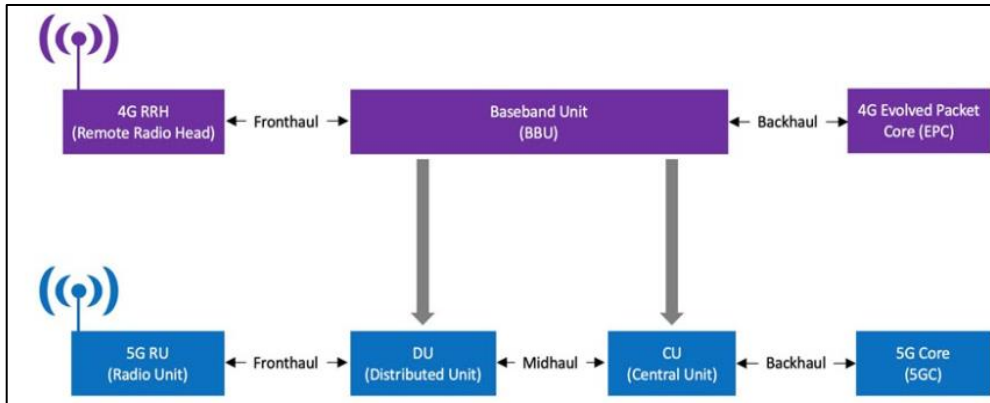 4G RRH
(Remote Radio Head)
Fronthaul
Baseband Unit
(BBU)
Backhaul
4G Evolved Packet
Core (EPC)
5G RU
(Radio Unit)
Fronthaul
DU
(Distributed Unit)
Midhaul
CU
(Central Unit)
Backhaul
5G Core
(5GC)